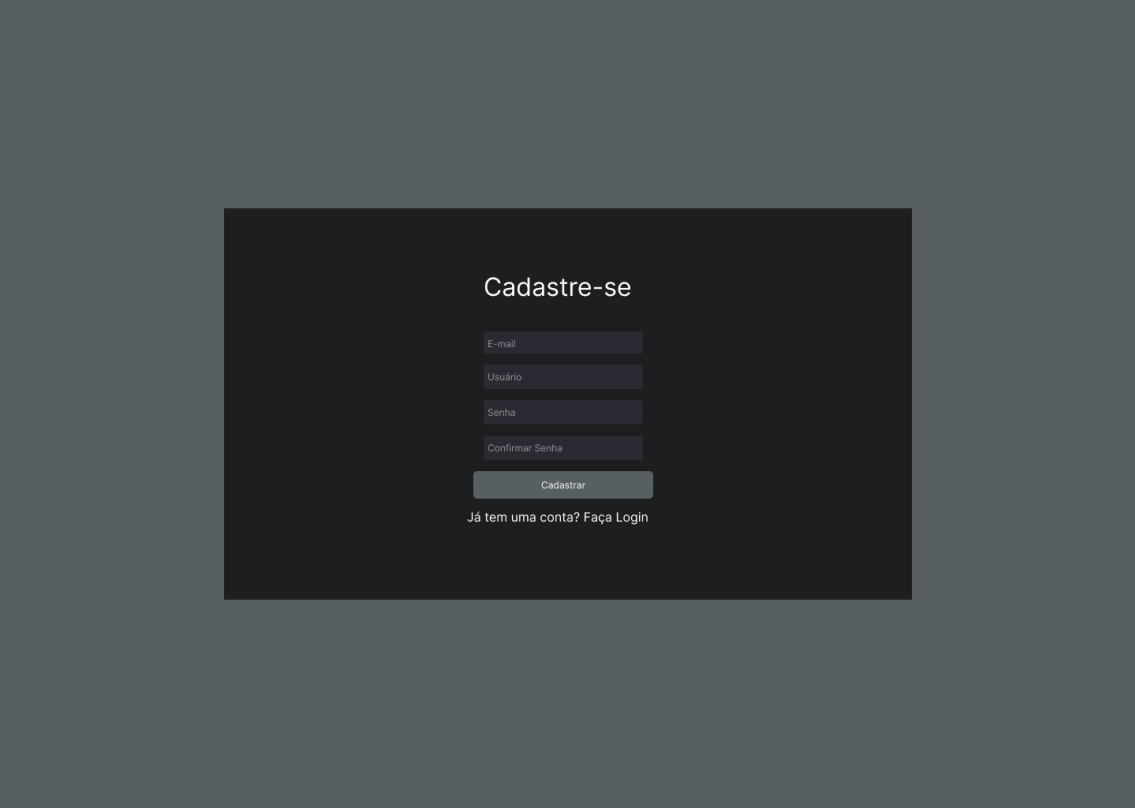 Cadastre-se
E-mail
Usuário
Senha
Confirmar Senha
Cadastrar
Já tem uma conta? Faça Login